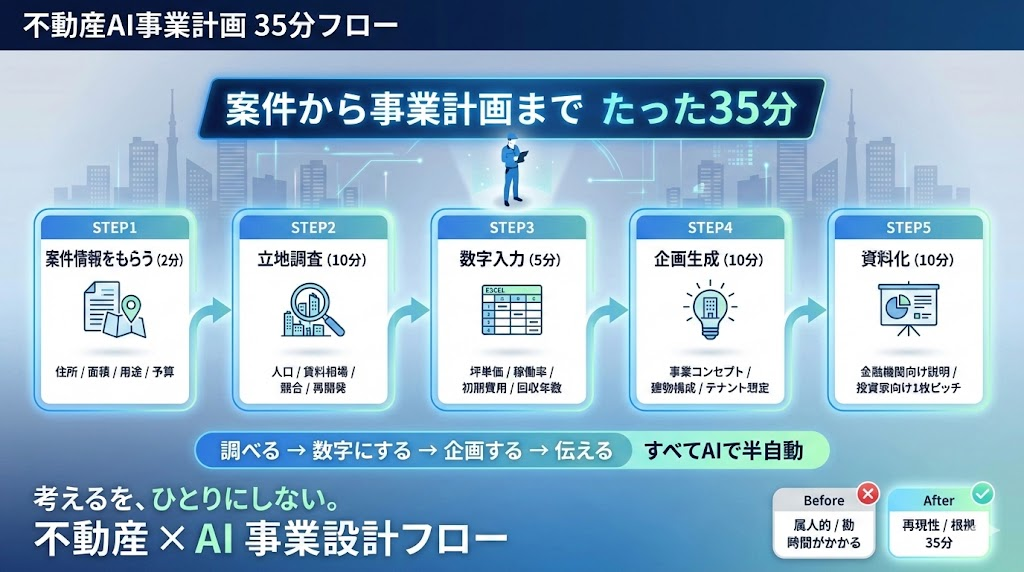 不動産AI事業計画 35分フロー
案件から事業計画まで たった35分
STEP1
案件情報をもらう (2分)
住所 / 面積 / 用途 / 予算
STEP2
立地調査 (10分)
人口 / 賃料相場 /
競合 / 再開発
STEP3
数字入力 (5分)
坪単価 / 稼働率 /
初期費用 / 回収年数
STEP4
企画生成 (10分)
事業コンセプト /
建物構成 / テナント想定
STEP5
資料化 (10分)
金融機関向け説明 /
投資家向け1枚ピッチ
調べる → 数字にする → 企画する → 伝える すべてAIで半自動
考えるを、ひとりにしない。
不動産 × AI 事業設計フロー
Before
属人的 / 勘
時間がかかる
After
再現性 / 根拠
35分